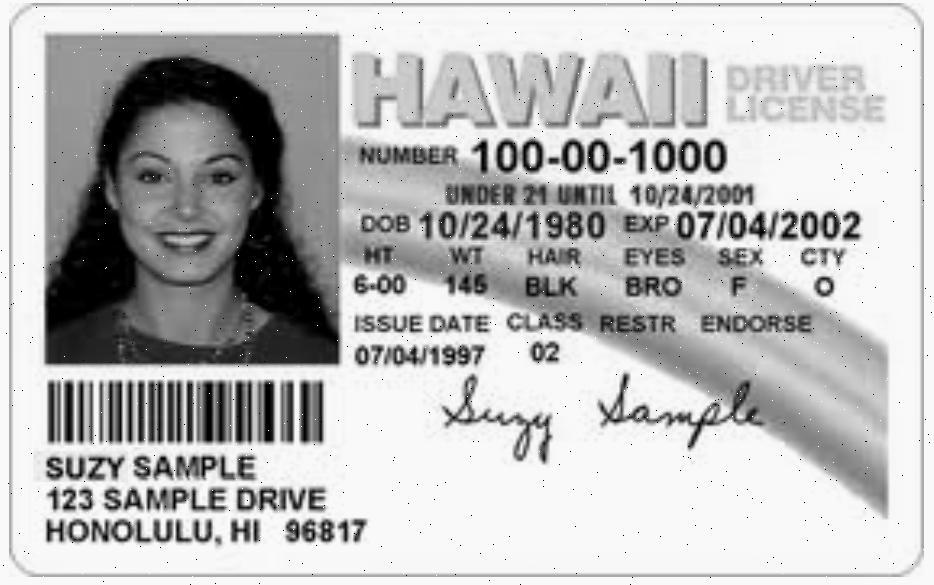 HAWAII DRIVER LICENSE
NUMBER 100-00-1000
UNDER 21 UNTIL 10/24/2001
DOB 10/24/1980 EXP 07/04/2002
HT WT HAIR EYES SEX CTY
6-00 145 BLK BRO F O
ISSUE DATE CLASS RESTR ENDORSE
07/04/1997 02
Suzy Sample
SUZY SAMPLE
123 SAMPLE DRIVE
HONOLULU, HI 96817